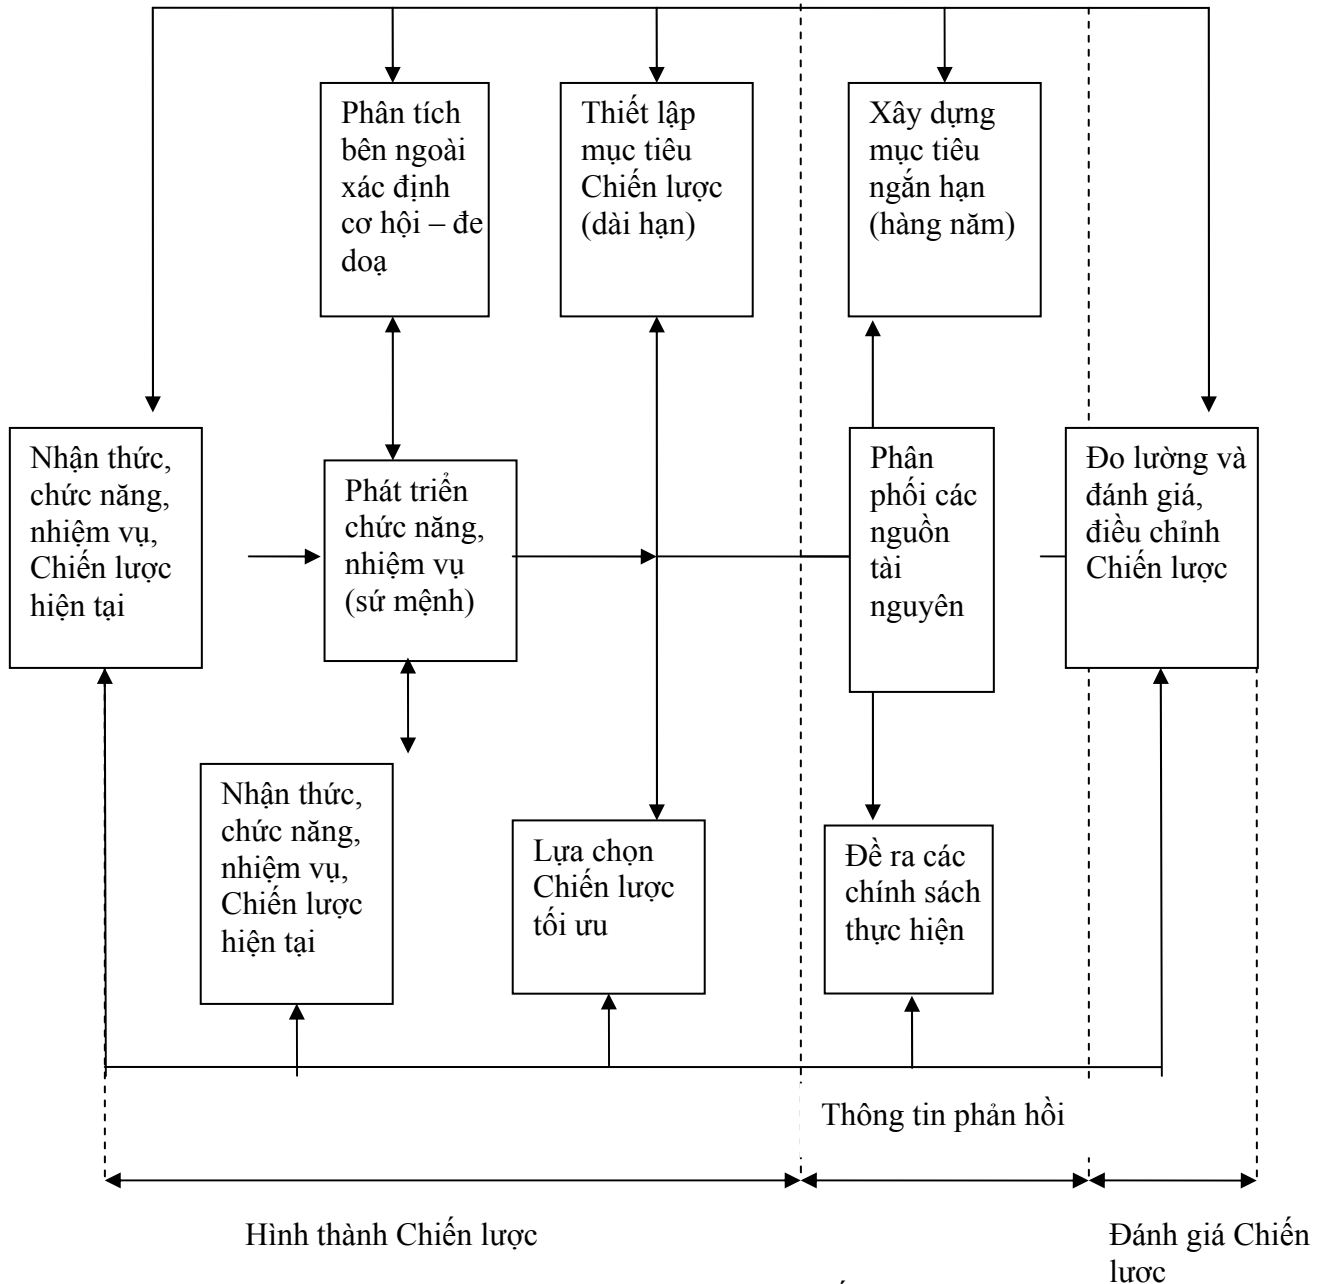 Phân tích
bên ngoài
xác định
cơ hội – đe
doạ
Thiết lập
mục tiêu
Chiến lược
(dài hạn)
Xây dựng
mục tiêu
ngắn hạn
(hàng năm)
Nhận thức,
chức năng,
nhiệm vụ,
Chiến lược
hiện tại
Phát triển
chức năng,
nhiệm vụ
(sứ mệnh)
Phân
phối các
nguồn
tài
nguyên
Đo lường và
đánh giá,
điều chỉnh
Chiến lược
Nhận thức,
chức năng,
nhiệm vụ,
Chiến lược
hiện tại
Lựa chọn
Chiến lược
tối ưu
Đề ra các
chính sách
thực hiện
Thông tin phản hồi
Hình thành Chiến lược
Đánh giá Chiến
lược